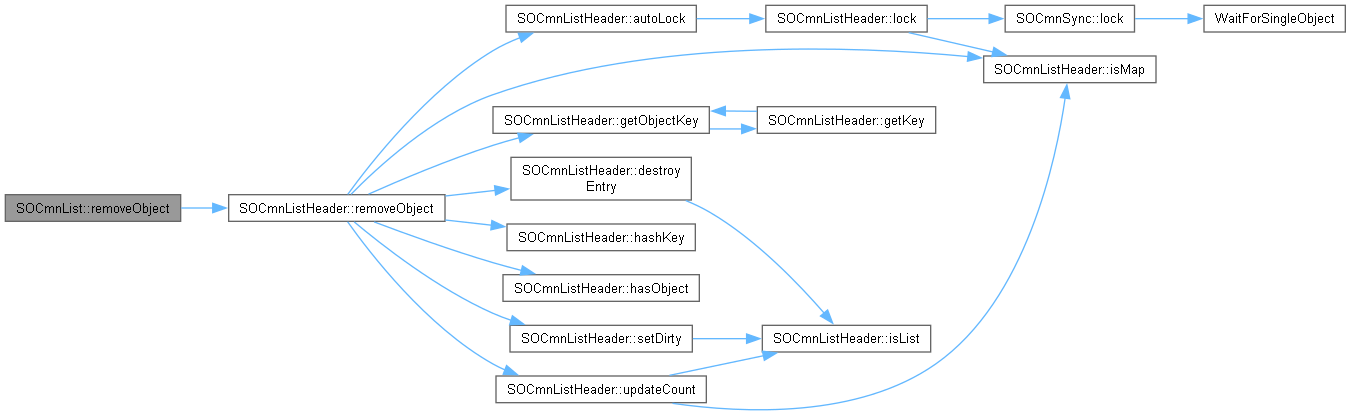 SOCmnList::removeObject
SOCmnListHeader::removeObject
SOCmnListHeader::autoLock
SOCmnListHeader::lock
SOCmnSync::lock
WaitForSingleObject
SOCmnListHeader::isMap
SOCmnListHeader::getObjectKey
SOCmnListHeader::getKey
SOCmnListHeader::destroy
Entry
SOCmnListHeader::hashKey
SOCmnListHeader::hasObject
SOCmnListHeader::setDirty
SOCmnListHeader::isList
SOCmnListHeader::updateCount